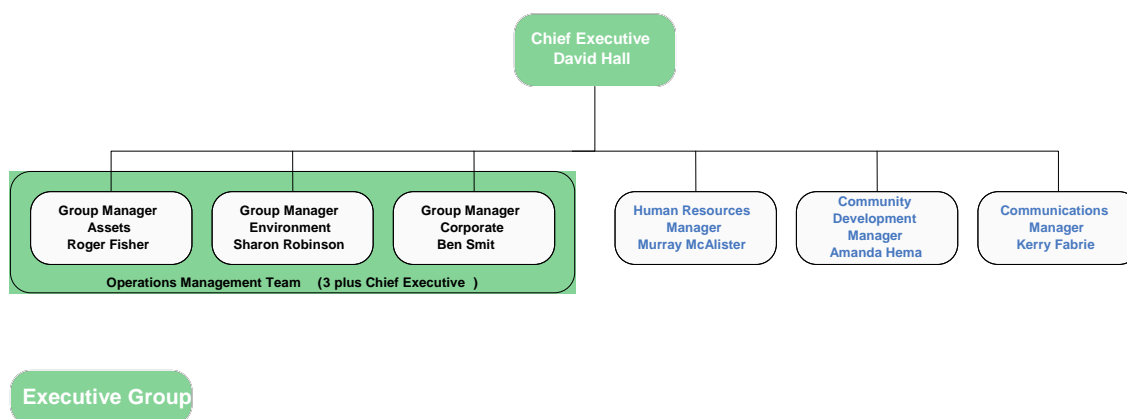 Chief Executive
David Hall
Group Manager
Assets
Roger Fisher
Group Manager
Environment
Sharon Robinson
Group Manager
Corporate
Ben Smit
Human Resources
Manager
Murray McAlister
Community
Development
Manager
Amanda Hema
Communications
Manager
Kerry Fabrie
Operations Management Team (3 plus Chief Executive )
Executive Group